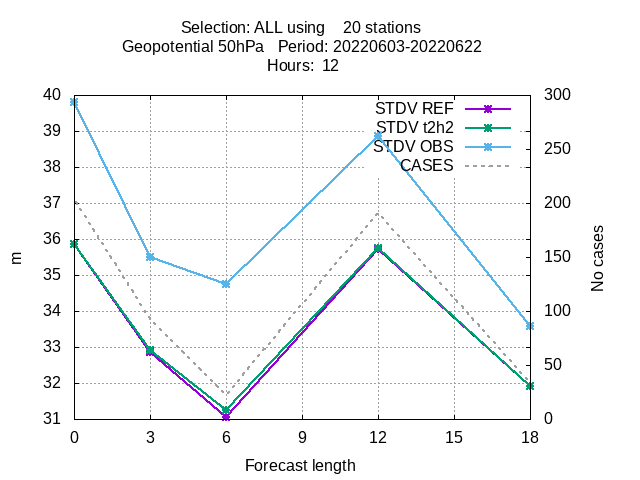 Selection: ALL using 20 stations
Geopotential 50hPa Period: 20220603-20220622
Hours: 12
STDV REF
STDV t2h2
STDV OBS
CASES
40
39
38
37
36
35
34
33
32
31
m
300
250
200
150
100
50
0
No cases
0 3 6 9 12 15 18
Forecast length